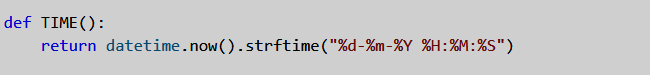 def TIME():
    return datetime.now().strftime("%d-%m-%Y %H:%M:%S")